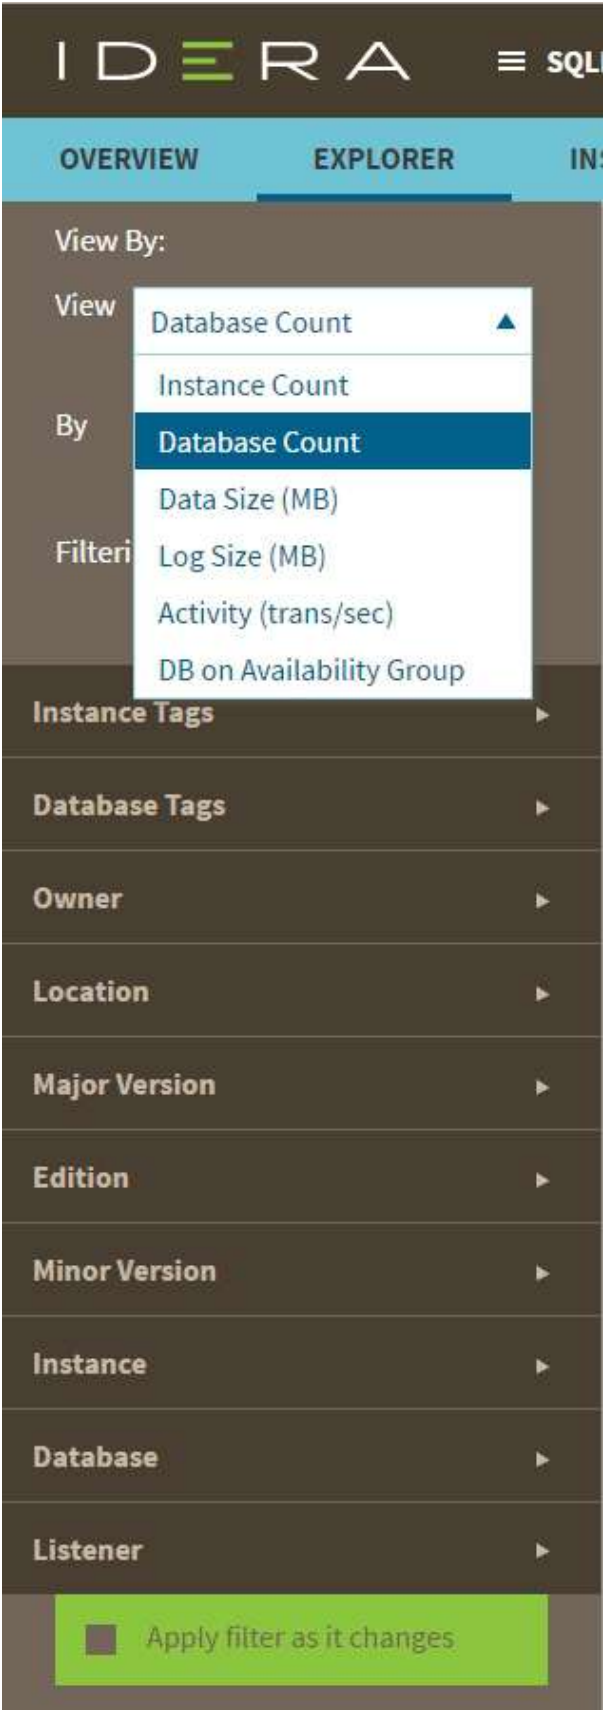 IDERA ≡ SQL
OVERVIEW EXPLORER INS
View By:
View Database Count
Instance Count
By
Database Count
Data Size (MB)
Filteri
Log Size (MB)
Activity (trans/sec)
DB on Availability Group
Instance Tags
Database Tags
Owner
Location
Major Version
Edition
Minor Version
Instance
Database
Listener
Apply filter as it changes